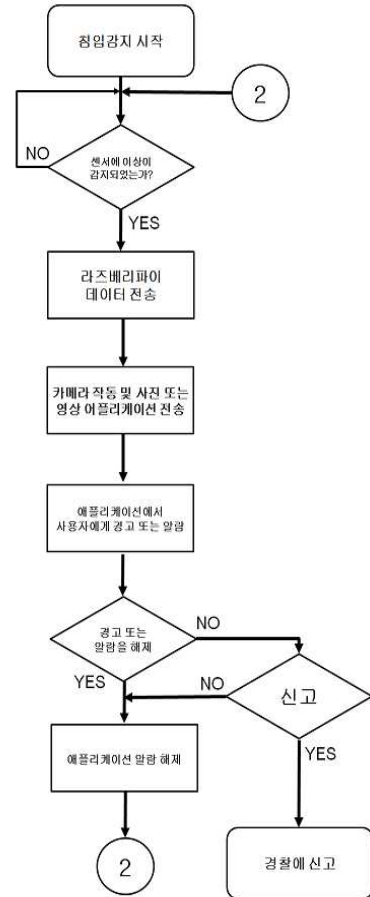 침입감지 시작
2
NO
센서에 이상이
감지되었는가?
YES
라즈베리파이
데이터 전송
카메라 작동 및 사진 또는
영상 어플리케이션 전송
애플리케이션에서
사용자에게 경고 또는 알람
경고 또는
알람을 해제
NO
YES
NO
신고
YES
애플리케이션 알람 해제
2
경찰에 신고